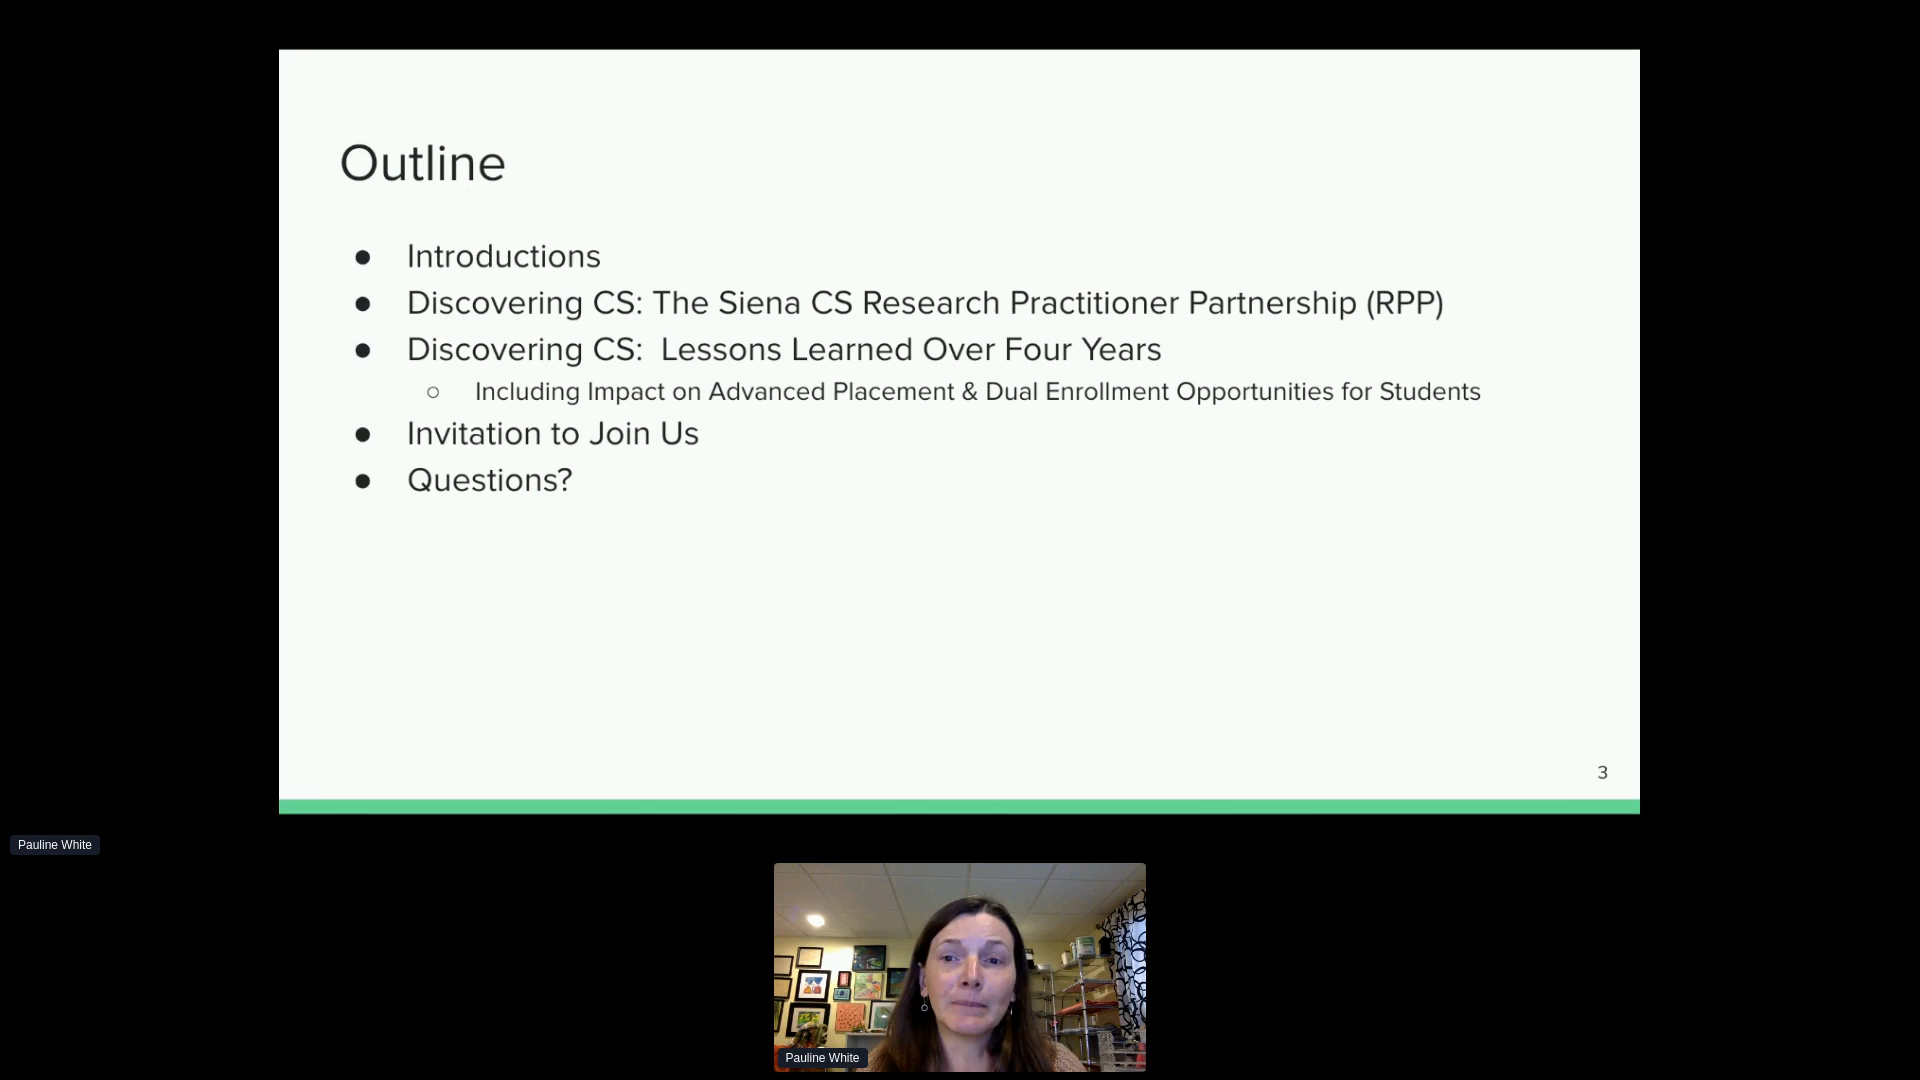 Outline
● Introductions
● Discovering CS: The Siena CS Research Practitioner Partnership (RPP)
● Discovering CS:  Lessons Learned Over Four Years
○ Including Impact on Advanced Placement & Dual Enrollment Opportunities for Students
● Invitation to Join Us
● Questions?
3
Pauline White
Pauline White